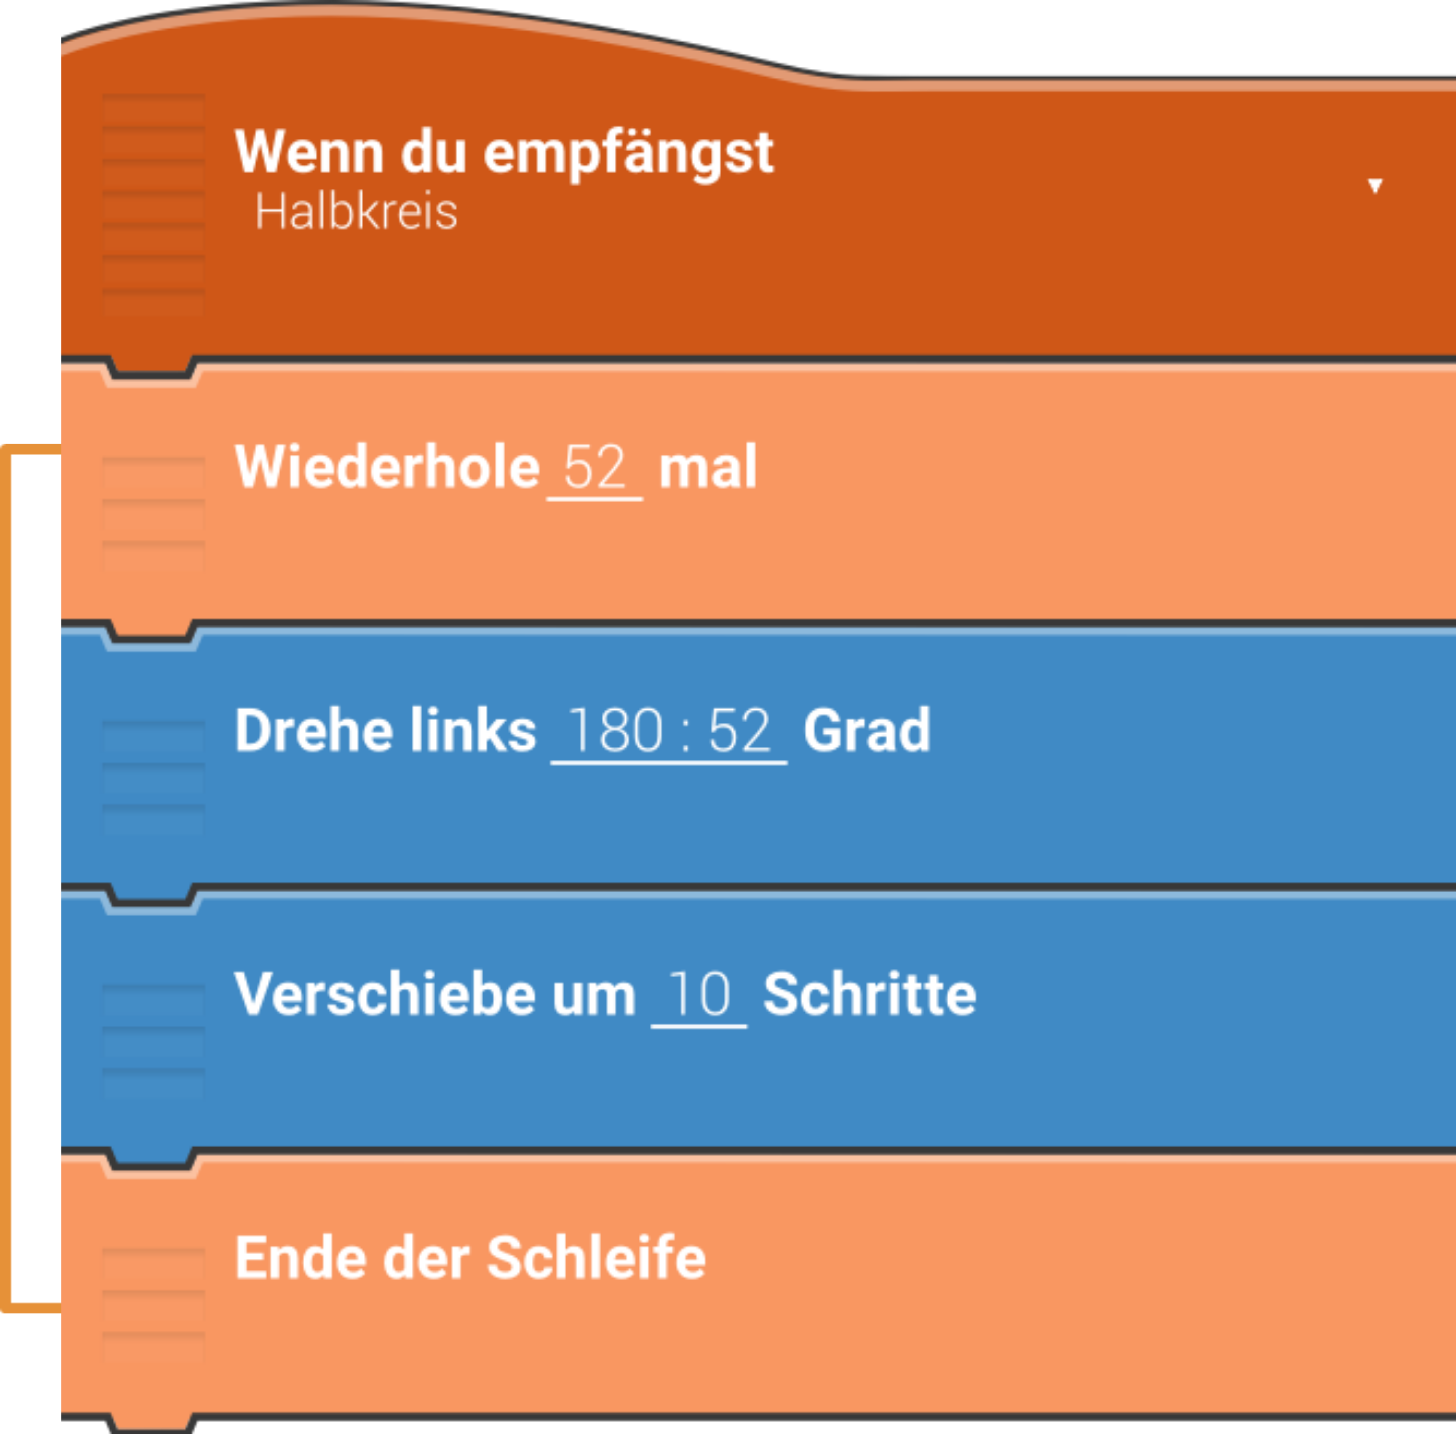 Wenn du empfängst
Halbkreis
Wiederhole 52 mal
Drehe links 180 : 52 Grad
Verschiebe um 10 Schritte
Ende der Schleife